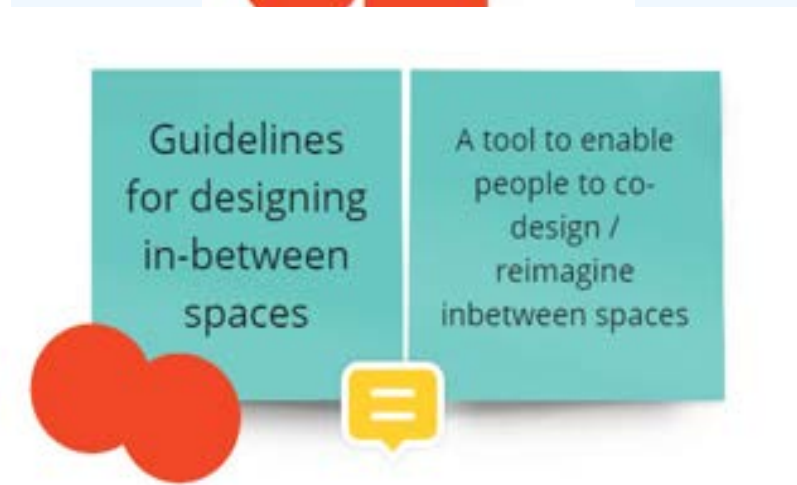 Guidelines
for designing
in-between
spaces
A tool to enable
people to co-
design /
reimagine
inbetween spaces